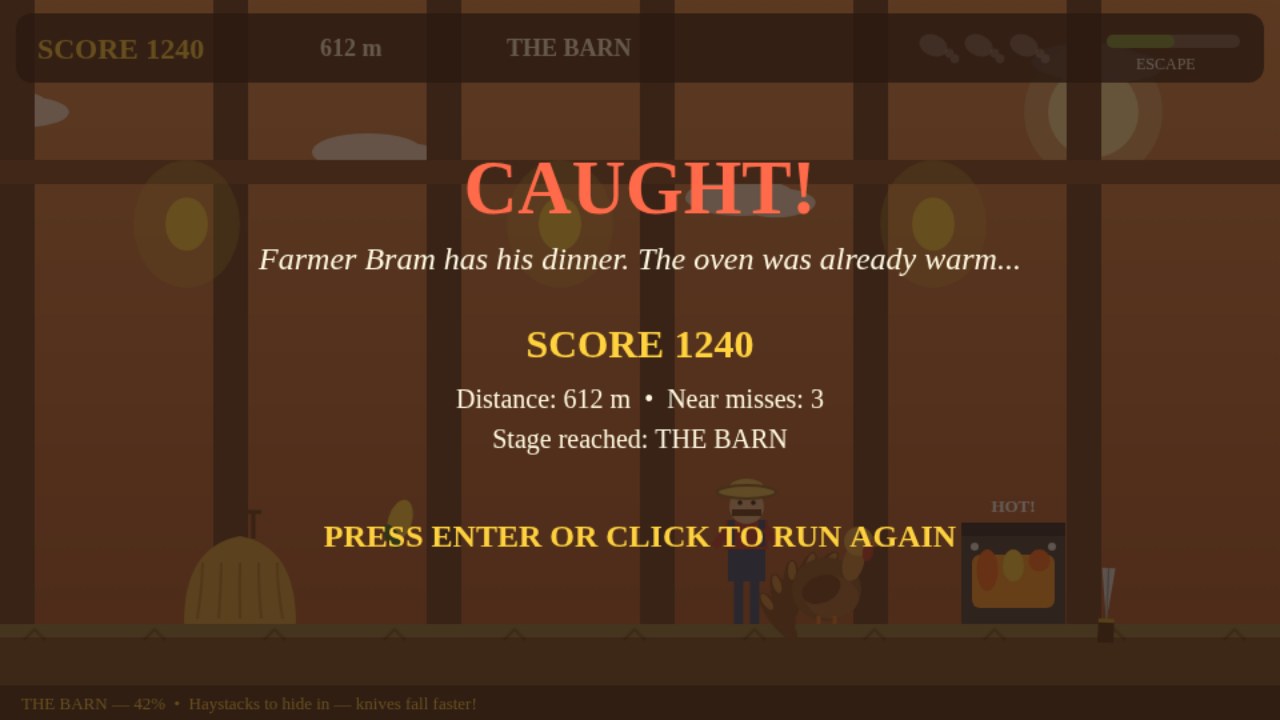 SCORE 1240 612 m THE BARN
ESCAPE
CAUGHT!
Farmer Bram has his dinner. The oven was already warm...
SCORE 1240
Distance: 612 m • Near misses: 3
Stage reached: THE BARN
HOT!
PRESS ENTER OR CLICK TO RUN AGAIN
THE BARN — 42% • Haystacks to hide in — knives fall faster!